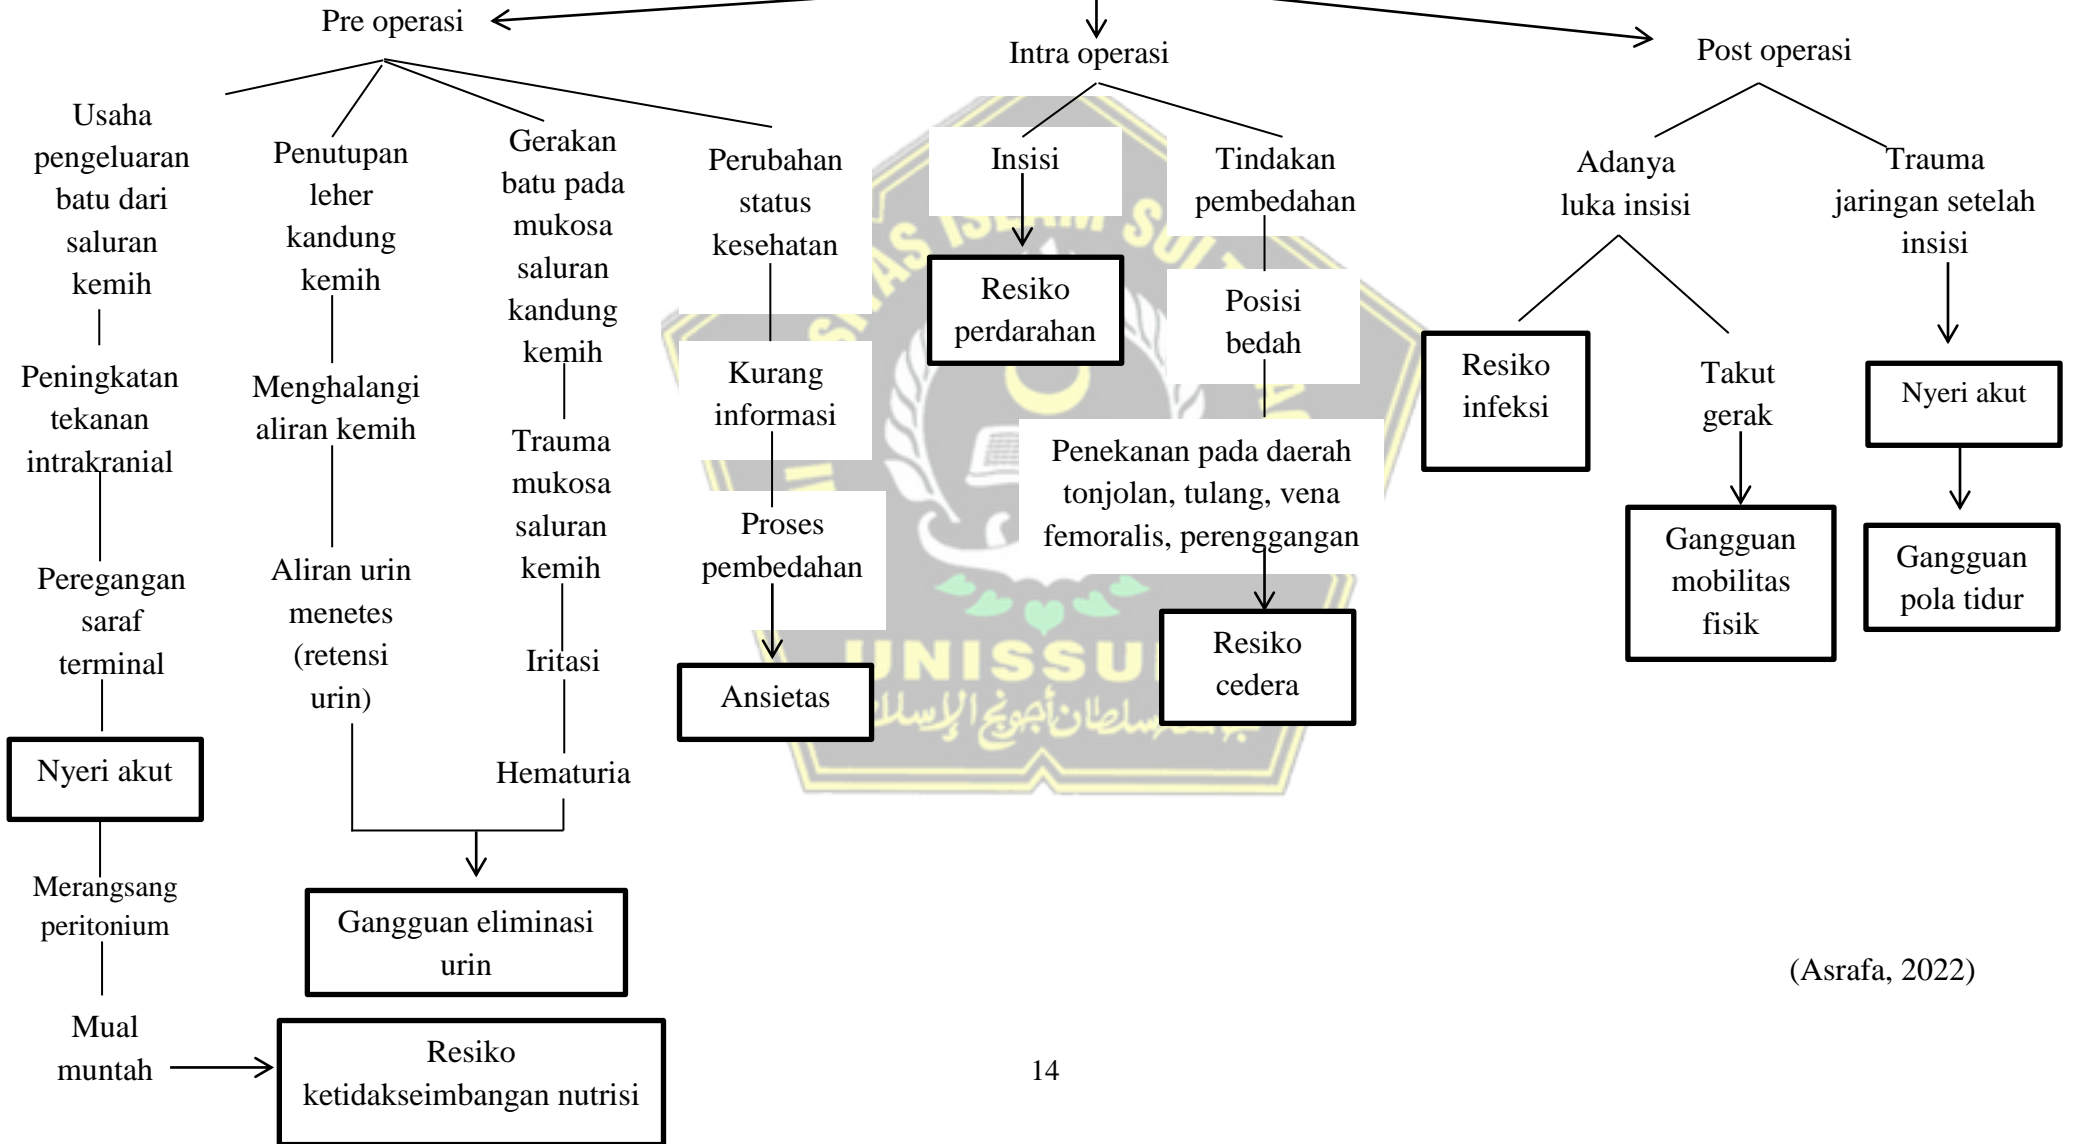 Pre operasi
Intra operasi
Post operasi
Usaha
pengeluaran
batu dari
saluran
kemih
Peningkatan
tekanan
intrakranial
Peregangan
saraf
terminal
Nyeri akut
Merangsang
peritonium
Mual
muntah
Resiko
ketidakseimbangan nutrisi
Penutupan
leher
kandung
kemih
Menghalangi
aliran kemih
Aliran urin
menetes
(retensi
urin)
Gerakan
batu pada
mukosa
saluran
kandung
kemih
Trauma
mukosa
saluran
kemih
Iritasi
Hematuria
Gangguan eliminasi
urin
Perubahan
status
kesehatan
Kurang
informasi
Proses
pembedahan
Ansietas
Insisi
Resiko
perdarahan
Tindakan
pembedahan
Posisi
bedah
Penekanan pada daerah
tonjolan, tulang, vena
femoralis, perenggangan
Resiko
cedera
Adanya
luka insisi
Resiko
infeksi
Takut
gerak
Gangguan
mobilitas
fisik
Trauma
jaringan setelah
insisi
Nyeri akut
Gangguan
pola tidur
(Asrafa, 2022)
14
ISLAM
UNISSU